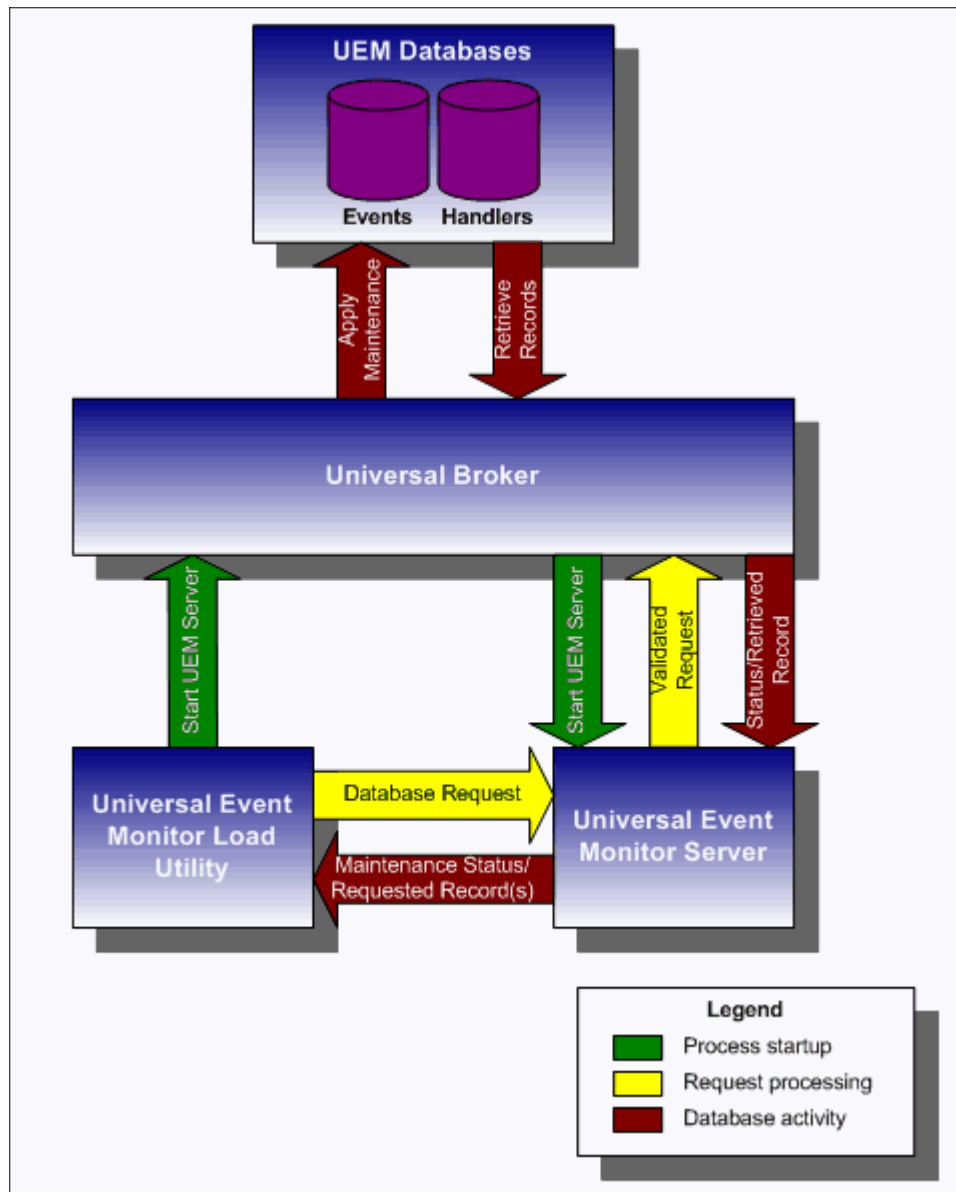 UEM Databases
Events
Handlers
Apply
Maintenance
Retrieve
Records
Universal Broker
Start UEM Server
Start UEM Server
Validated
Request
Status/Retrieved
Record
Universal Event
Monitor Load
Utility
Database Request
Maintenance Status/
Requested Record(s)
Universal Event
Monitor Server
Legend
Process startup
Request processing
Database activity